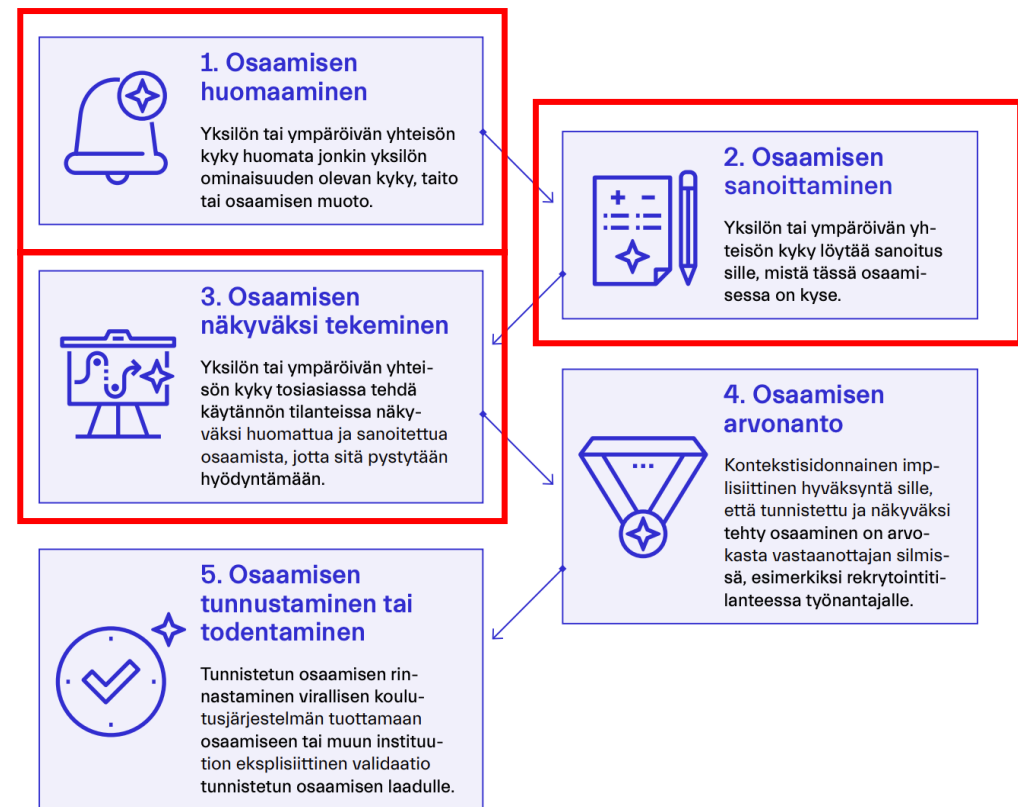 1. Osaamisen
huomaaminen
Yksilön tai ympäröivän yhteisön
kyky huomata jonkin yksilön
ominaisuuden olevan kyky, taito
tai osaamisen muoto.
2. Osaamisen
sanoittaminen
Yksilön tai ympäröivän yh-
teisön kyky löytää sanoitus
sille, mistä tässä osaami-
sessa on kyse.
3. Osaamisen
näkyväksi tekeminen
Yksilön tai ympäröivän yhtei-
sön kyky tosiasiassa tehdä
käytännön tilanteissa näky-
väksi huomattua ja sanoitettua
osaamista, jotta sitä pystytään
hyödyntämään.
4. Osaamisen
arvonanto
Kontekstisidonnainen imp-
lisiittinen hyväksyntä sille,
että tunnistettu ja näkyväksi
tehty osaaminen on arvo-
kasta vastaanottajan silmis-
sä, esimerkiksi rekrytointiti-
lanteessa työnantajalle.
5. Osaamisen
tunnustaminen tai
todentaminen
Tunnistetun osaamisen rin-
nastaminen virallisen koulu-
tusjärjestelmän tuottamaan
osaamiseen tai muun instituu-
tion eksplisiittinen validaatio
tunnistetun osaamisen laadulle.